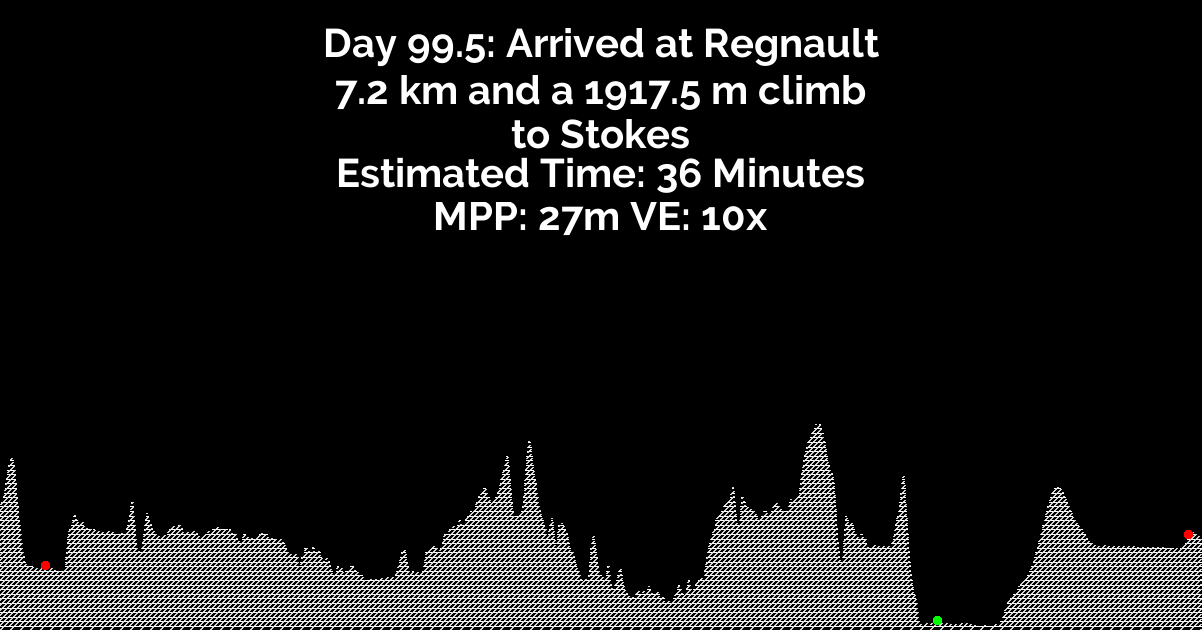 Day 99.5: Arrived at Regnault
7.2 km and a 1917.5 m climb
to Stokes
Estimated Time: 36 Minutes
MPP: 27m VE: 10x